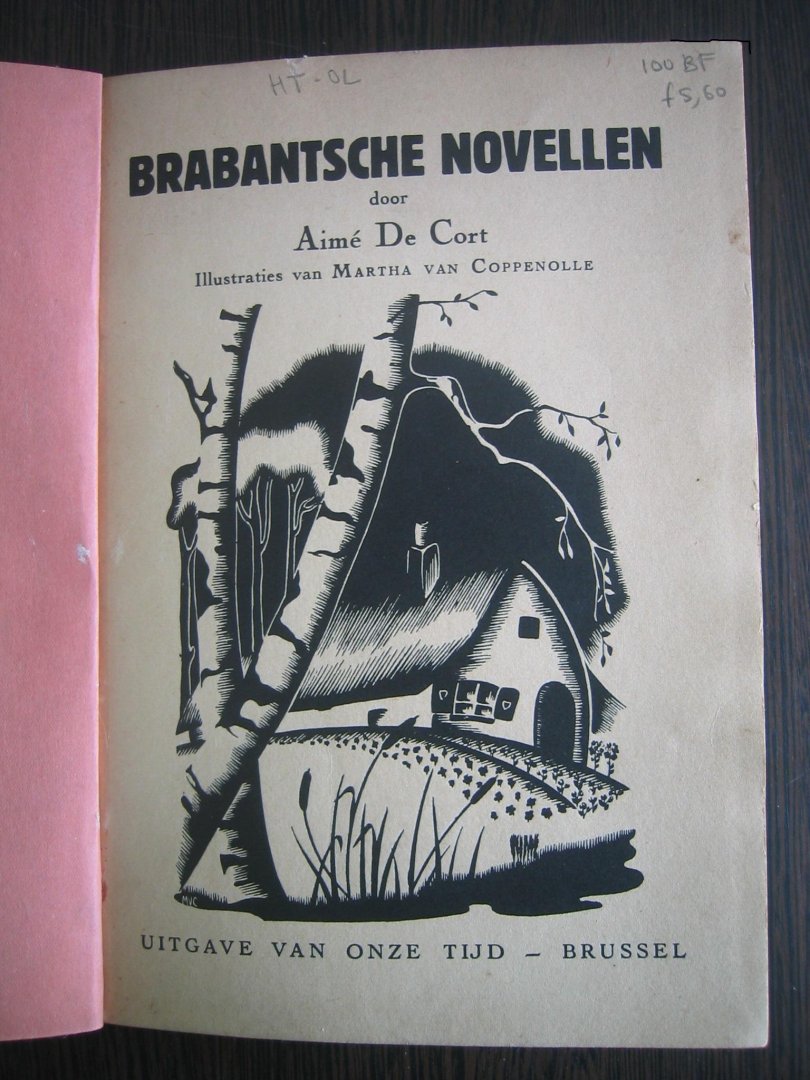 HT-OL
100 BF
f 5,60
BRABANTSCHE NOVELLEN
door
Aimé De Cort
Illustraties van MARTHA VAN COPPENOLLE
MVC
UITGAVE VAN ONZE TIJD – BRUSSEL